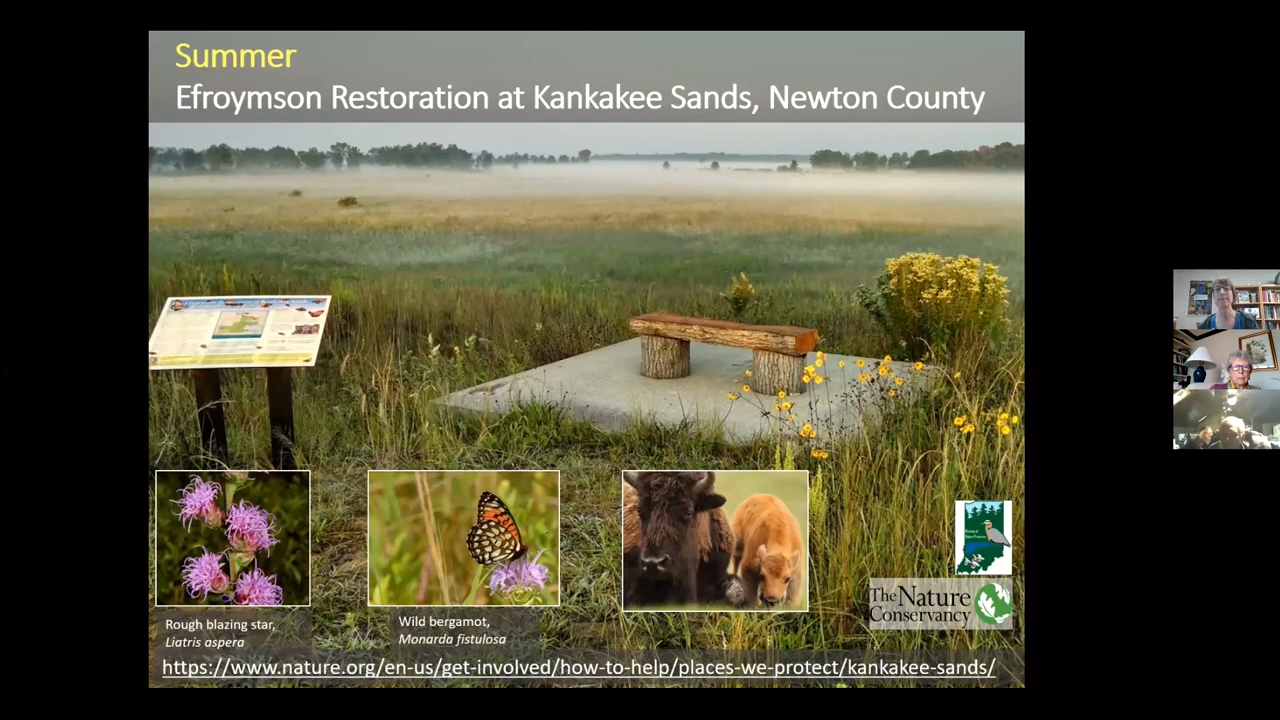 Summer
Efroymson Restoration at Kankakee Sands, Newton County
Rough blazing star,
Liatris aspera
Wild bergamot,
Monarda fistulosa
The Nature
Conservancy
https://www.nature.org/en-us/get-involved/how-to-help/places-we-protect/kankakee-sands/